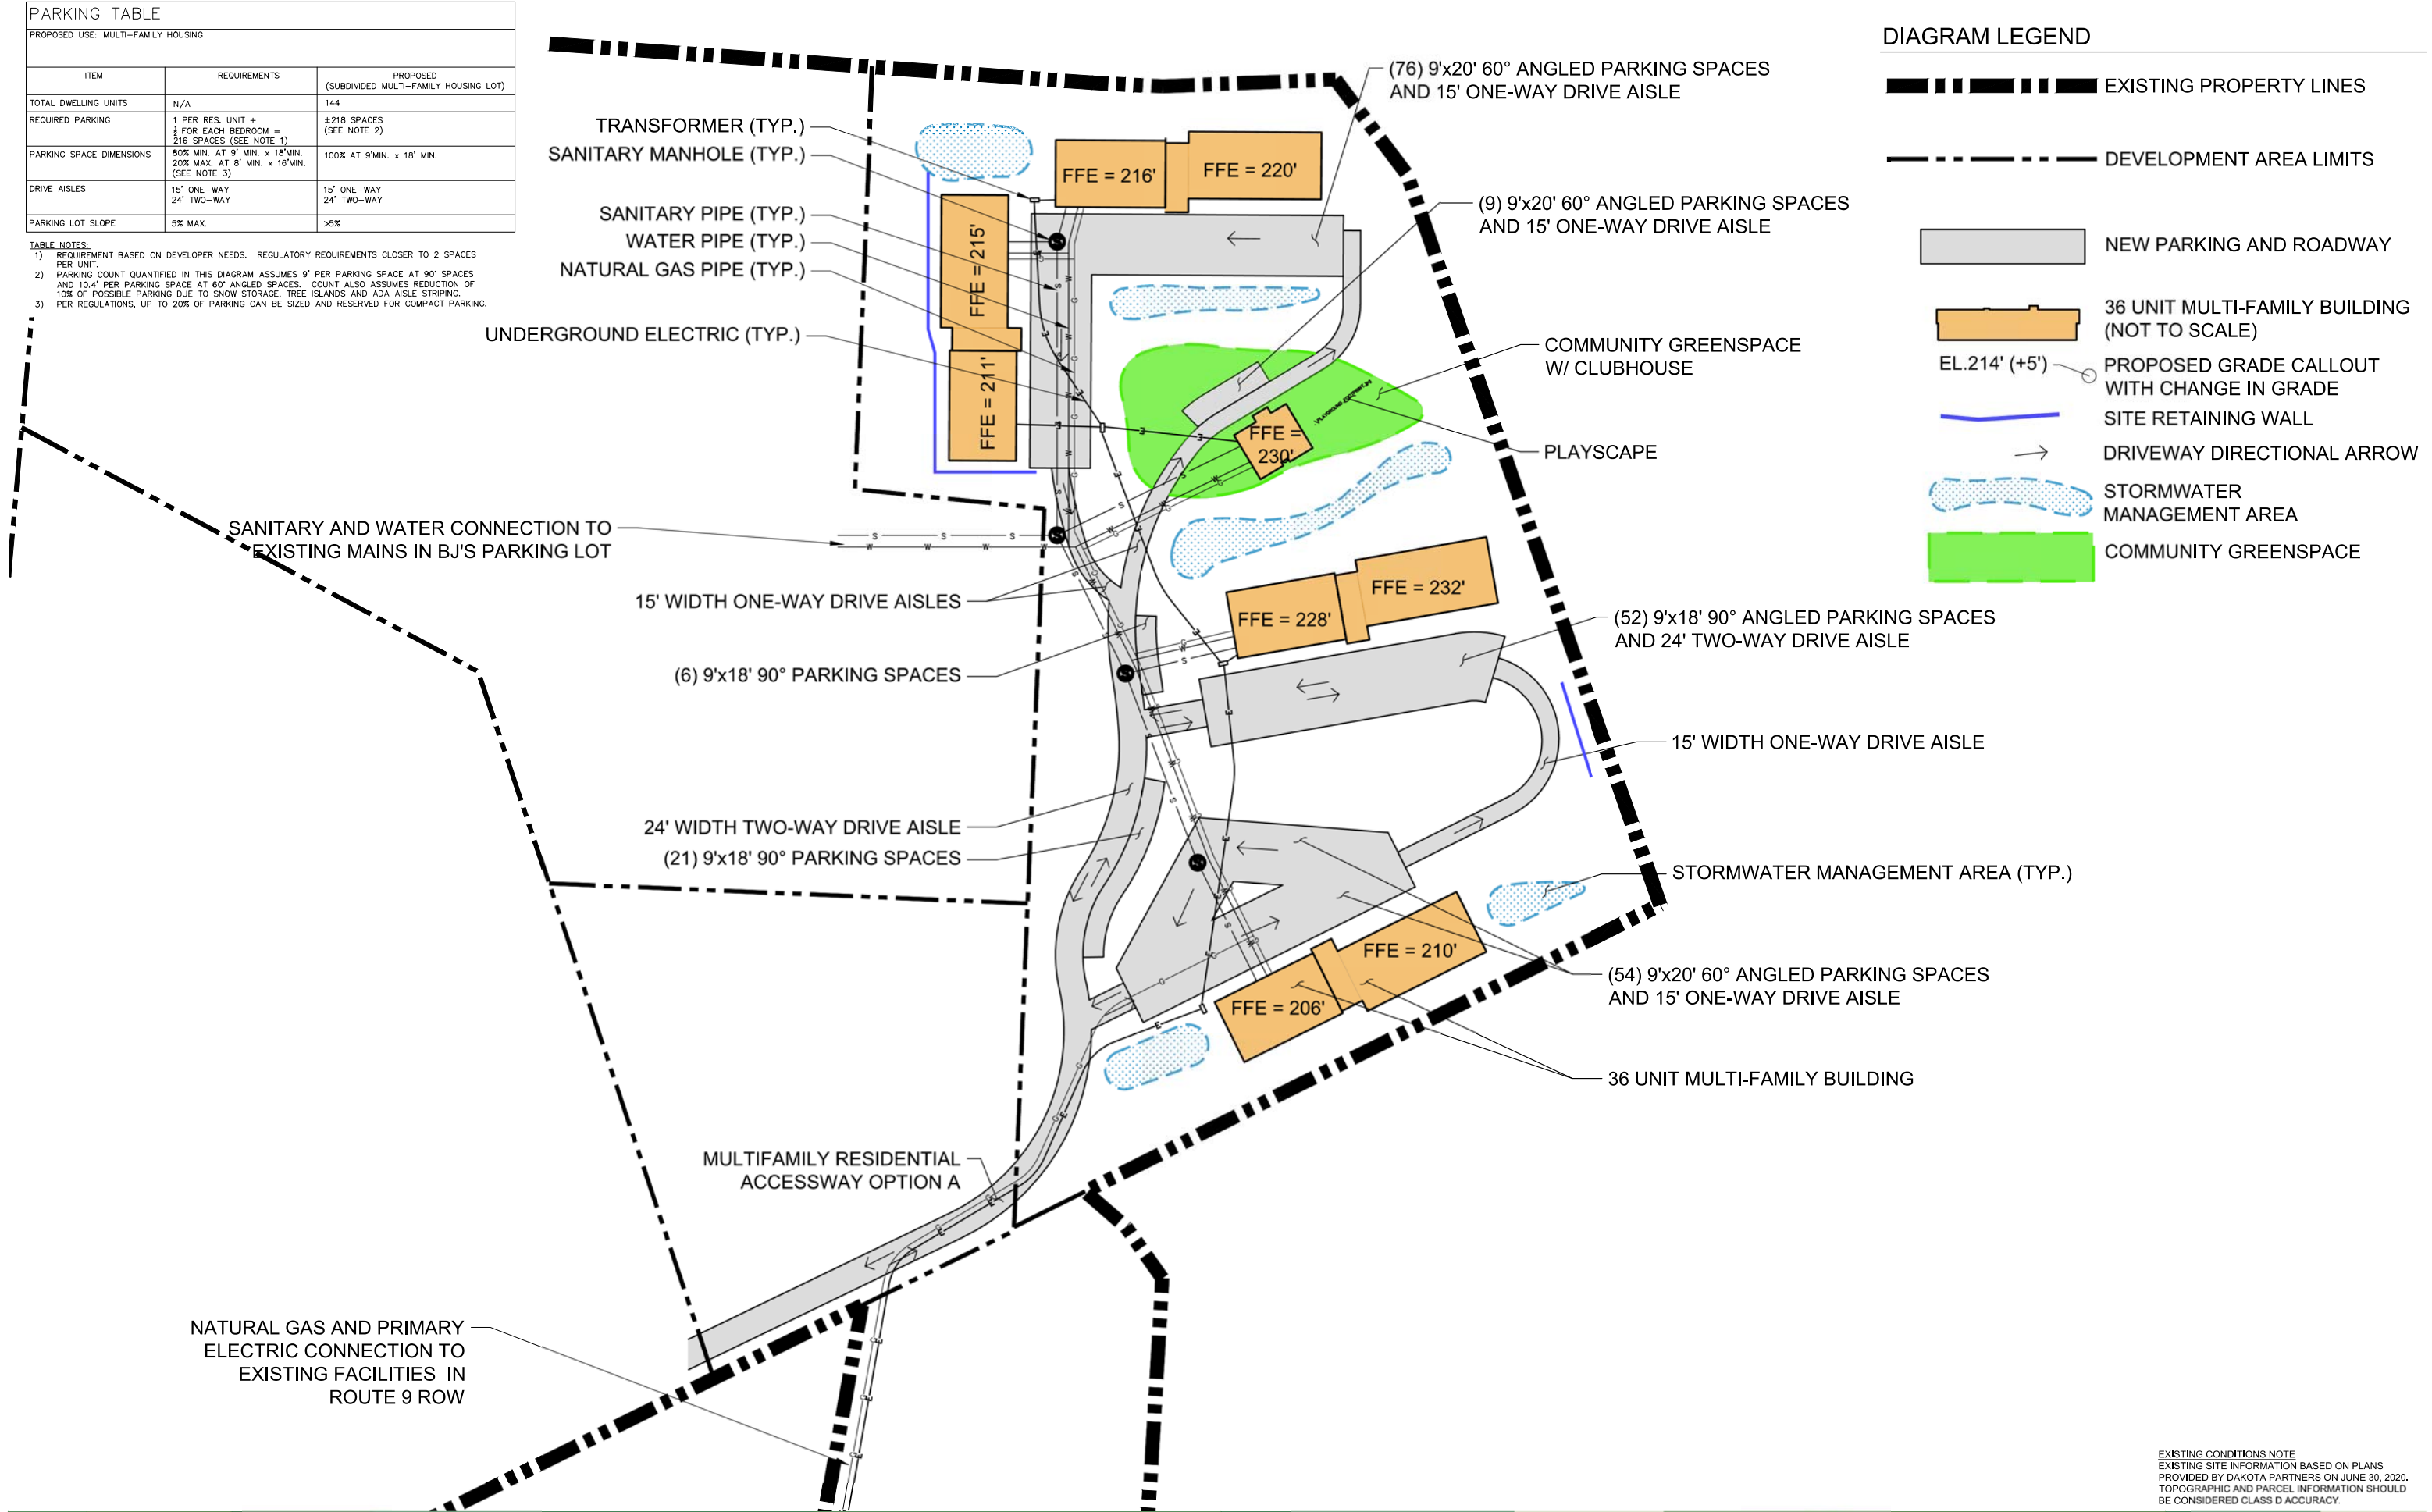 PARKING TABLE
PROPOSED USE: MULTI-FAMILY HOUSING
ITEM REQUIREMENTS PROPOSED
(SUBDIVIDED MULTI-FAMILY HOUSING LOT)
TOTAL DWELLING UNITS N/A 144
REQUIRED PARKING 1 PER RES. UNIT + ±218 SPACES
½ FOR EACH BEDROOM = (SEE NOTE 2)
216 SPACES (SEE NOTE 1)
PARKING SPACE DIMENSIONS 80% MIN. AT 9' MIN. x 18'MIN. 100% AT 9'MIN. x 18' MIN.
20% MAX. AT 8' MIN. x 16'MIN.
(SEE NOTE 3)
DRIVE AISLES 15' ONE-WAY 15' ONE-WAY
24' TWO-WAY 24' TWO-WAY
PARKING LOT SLOPE 5% MAX. >5%
TABLE NOTES:
1) REQUIREMENT BASED ON DEVELOPER NEEDS. REGULATORY REQUIREMENTS CLOSER TO 2 SPACES
PER UNIT.
2) PARKING COUNT QUANTIFIED IN THIS DIAGRAM ASSUMES 9' PER PARKING SPACE AT 90° SPACES
AND 10.4' PER PARKING SPACE AT 60° ANGLED SPACES. COUNT ALSO ASSUMES REDUCTION OF
10% OF POSSIBLE PARKING DUE TO SNOW STORAGE, TREE ISLANDS AND ADA AISLE STRIPING.
3) PER REGULATIONS, UP TO 20% OF PARKING CAN BE SIZED AND RESERVED FOR COMPACT PARKING.
TRANSFORMER (TYP.)
SANITARY MANHOLE (TYP.)
SANITARY PIPE (TYP.)
WATER PIPE (TYP.)
NATURAL GAS PIPE (TYP.)
UNDERGROUND ELECTRIC (TYP.)
SANITARY AND WATER CONNECTION TO
EXISTING MAINS IN BJ'S PARKING LOT
15' WIDTH ONE-WAY DRIVE AISLES
(6) 9'x18' 90° PARKING SPACES
24' WIDTH TWO-WAY DRIVE AISLE
(21) 9'x18' 90° PARKING SPACES
MULTIFAMILY RESIDENTIAL
ACCESSWAY OPTION A
NATURAL GAS AND PRIMARY
ELECTRIC CONNECTION TO
EXISTING FACILITIES IN
ROUTE 9 ROW
FFE = 216'
FFE = 220'
FFE = 215'
FFE = 211'
FFE =
230'
FFE = 228'
FFE = 232'
FFE = 210'
FFE = 206'
(76) 9'x20' 60° ANGLED PARKING SPACES
AND 15' ONE-WAY DRIVE AISLE
(9) 9'x20' 60° ANGLED PARKING SPACES
AND 15' ONE-WAY DRIVE AISLE
COMMUNITY GREENSPACE
W/ CLUBHOUSE
PLAYSCAPE
(52) 9'x18' 90° ANGLED PARKING SPACES
AND 24' TWO-WAY DRIVE AISLE
15' WIDTH ONE-WAY DRIVE AISLE
STORMWATER MANAGEMENT AREA (TYP.)
(54) 9'x20' 60° ANGLED PARKING SPACES
AND 15' ONE-WAY DRIVE AISLE
36 UNIT MULTI-FAMILY BUILDING
DIAGRAM LEGEND
EXISTING PROPERTY LINES
DEVELOPMENT AREA LIMITS
NEW PARKING AND ROADWAY
36 UNIT MULTI-FAMILY BUILDING
(NOT TO SCALE)
EL.214' (+5')
PROPOSED GRADE CALLOUT
WITH CHANGE IN GRADE
SITE RETAINING WALL
DRIVEWAY DIRECTIONAL ARROW
STORMWATER
MANAGEMENT AREA
COMMUNITY GREENSPACE
EXISTING CONDITIONS NOTE
EXISTING SITE INFORMATION BASED ON PLANS
PROVIDED BY DAKOTA PARTNERS ON JUNE 30, 2020.
TOPOGRAPHIC AND PARCEL INFORMATION SHOULD
BE CONSIDERED CLASS D ACCURACY.